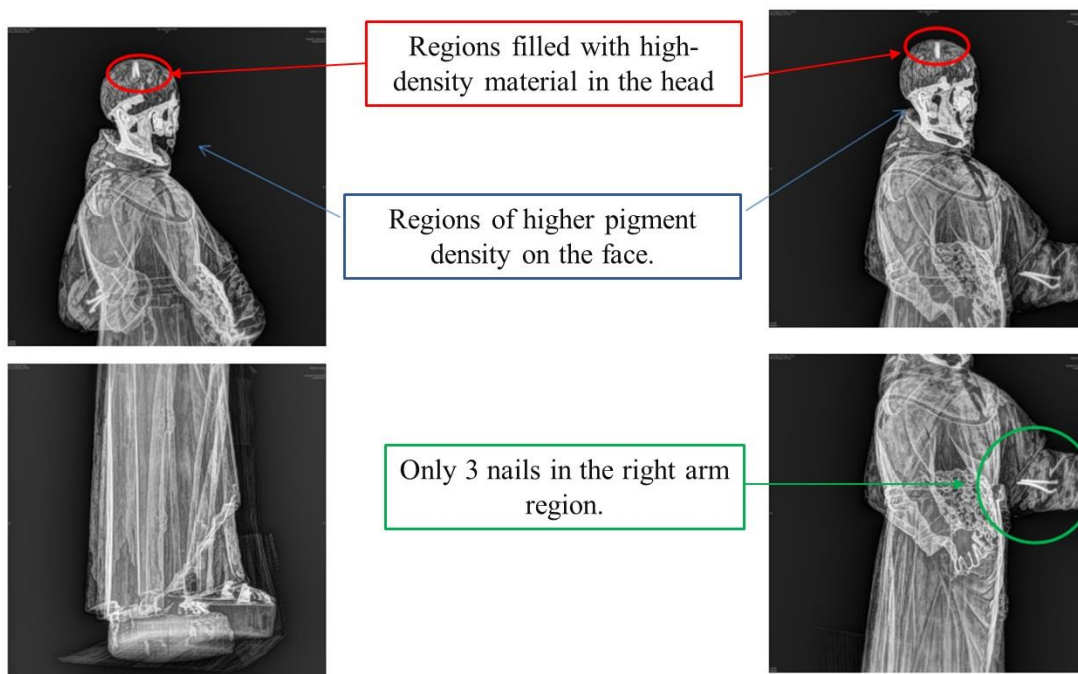 Regions filled with high-
density material in the head
Regions of higher pigment
density on the face.
Only 3 nails in the right arm
region.